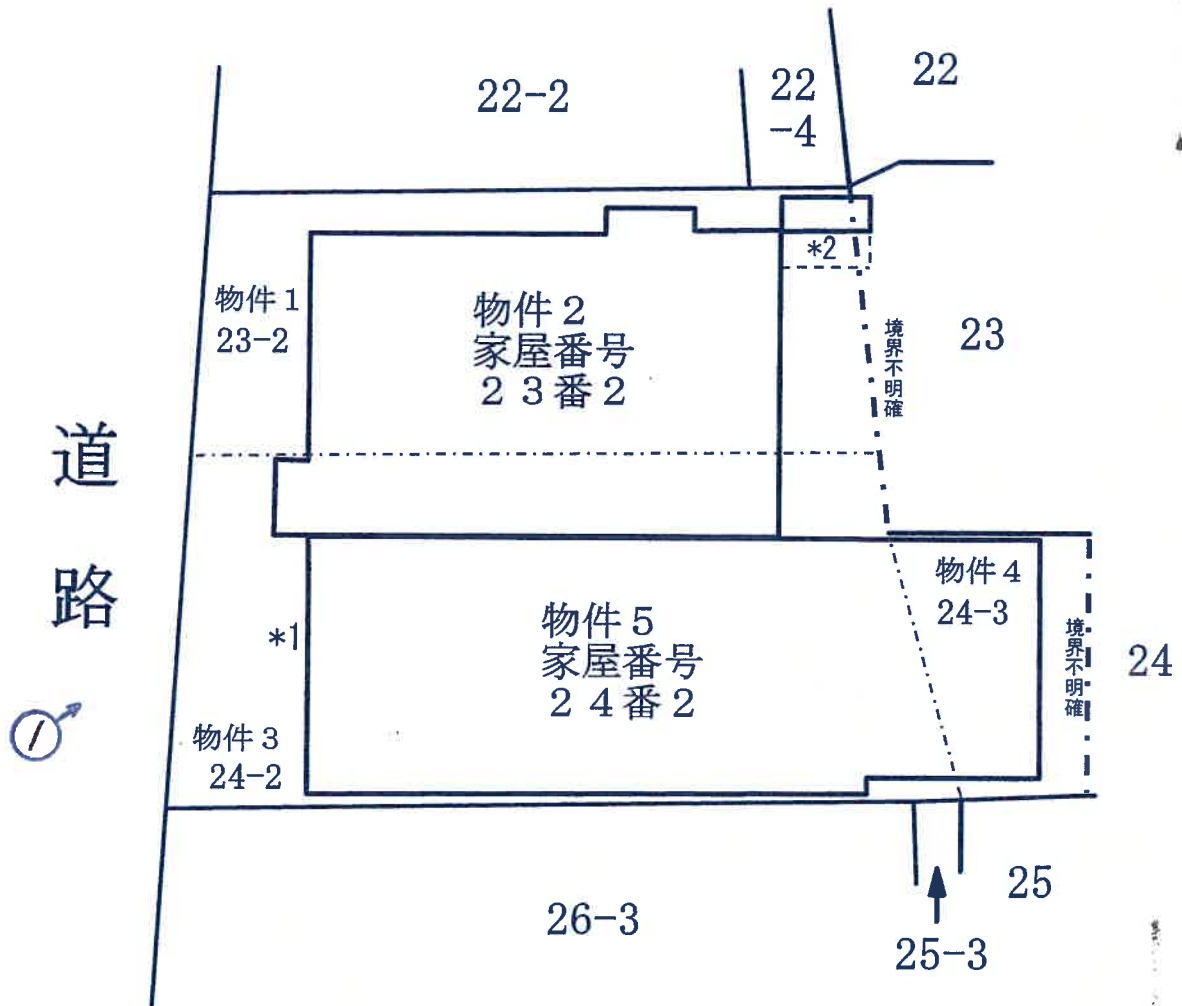 22-2
22
-4
22
物件１
23-2
物件２
家屋番号
２３番２
*2
境界不明確
23
道路
*1
物件３
24-2
物件５
家屋番号
２４番２
物件４
24-3
境界不明確
24
26-3
25-3
25